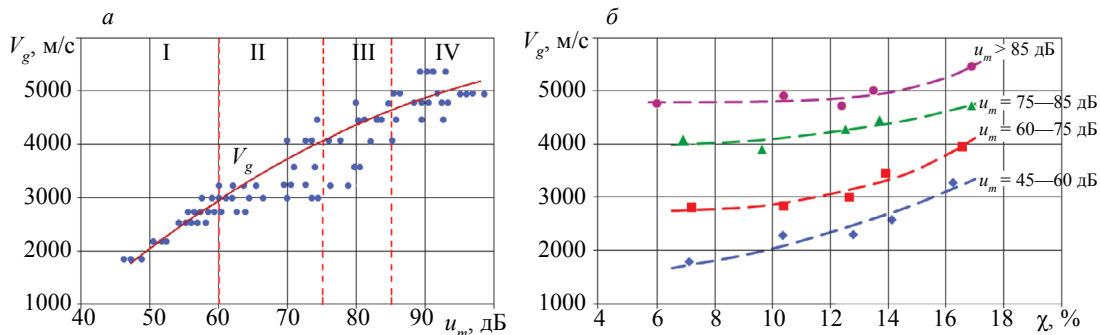 а
V_g, м/с
I II III IV
5000
4000
V_g
3000
2000
1000
40 50 60 70 80 90 u_m, дБ
б
V_g, м/с
u_m > 85 дБ
5000
u_m = 75—85 дБ
4000
u_m = 60—75 дБ
3000
u_m = 45—60 дБ
2000
1000
4 6 8 10 12 14 16 18 χ, %